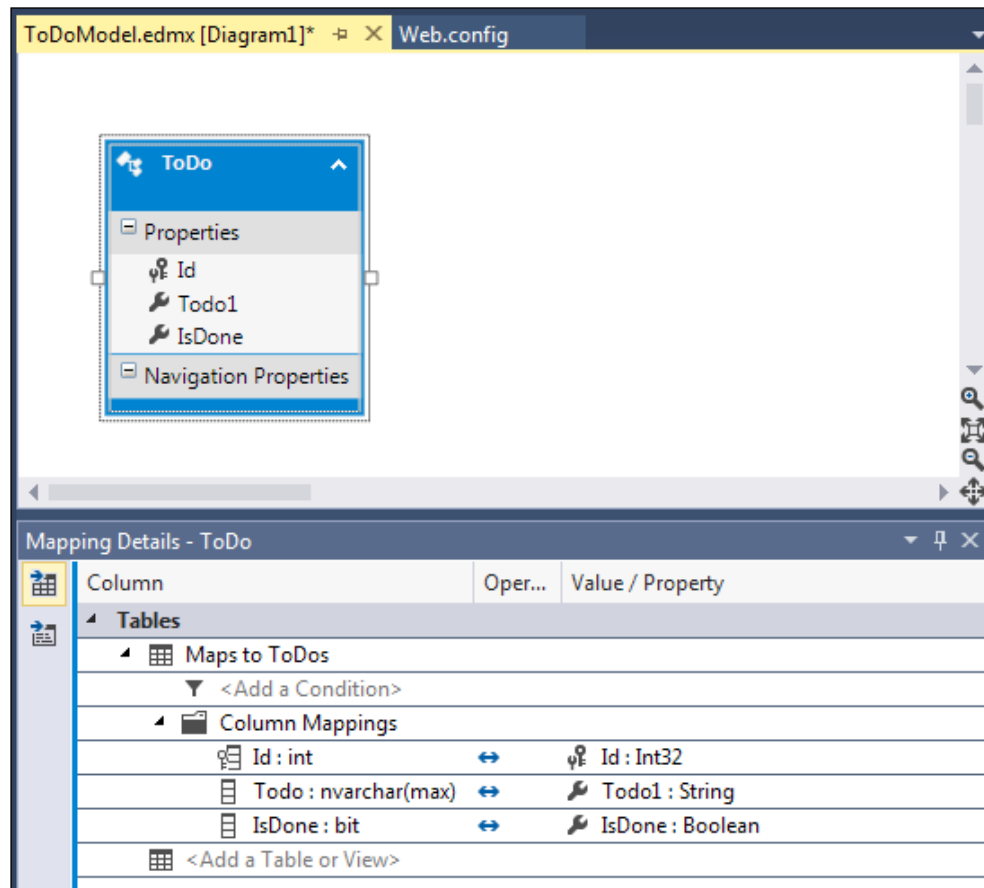 ToDoModel.edmx [Diagram1]* Web.config
ToDo
Properties
Id
Todo1
IsDone
Navigation Properties
Mapping Details - ToDo
Column Oper... Value / Property
Tables
Maps to ToDos
<Add a Condition>
Column Mappings
Id : int Id : Int32
Todo : nvarchar(max) Todo1 : String
IsDone : bit IsDone : Boolean
<Add a Table or View>